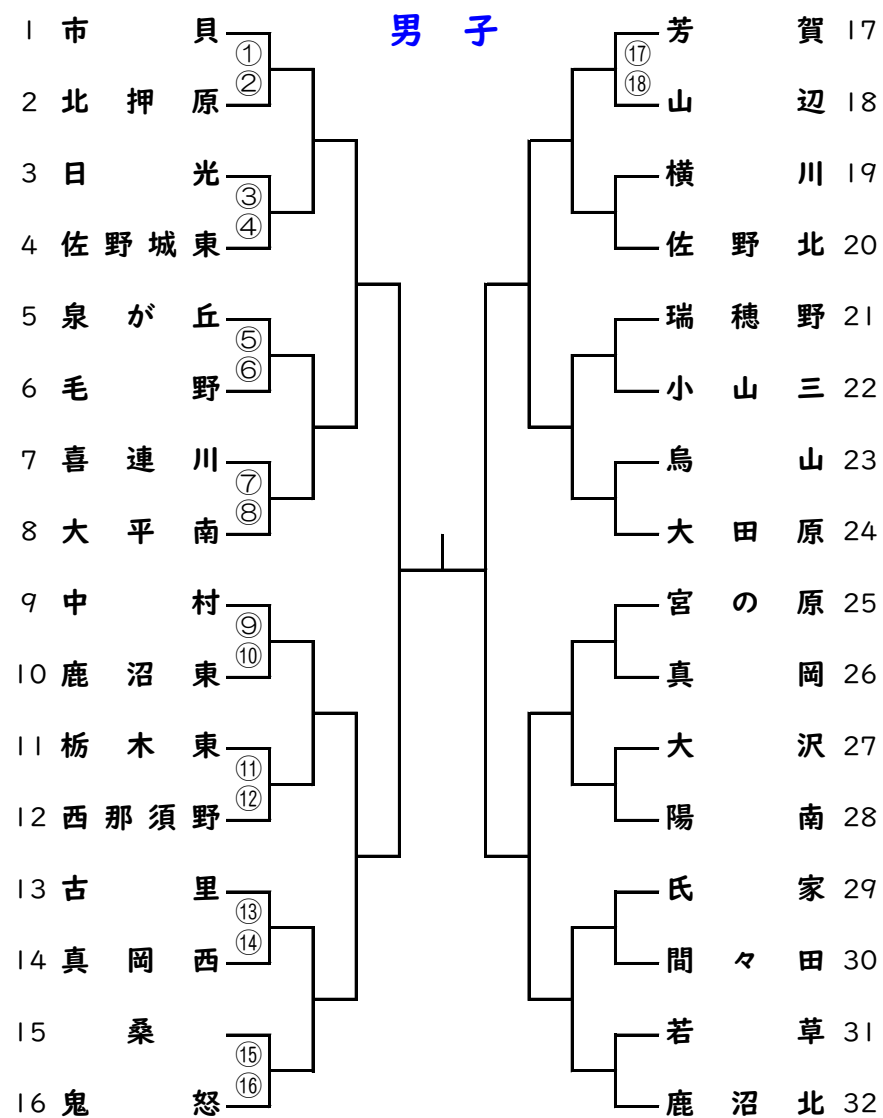 男子
1 市貝
①
②
2 北押原
3 日光
③
④
4 佐野城東
5 泉が丘
⑤
⑥
6 毛野
7 喜連川
⑦
⑧
8 大平南
9 中村
⑨
⑩
10 鹿沼東
11 栃木東
⑪
⑫
12 西那須野
13 古里
⑬
⑭
14 真岡西
15 桑
⑮
⑯
16 鬼怒
芳賀 17
⑰
⑱
山辺 18
横川 19
佐野北 20
瑞穂野 21
小山三 22
烏山 23
大田原 24
宮の原 25
真岡 26
大沢 27
陽南 28
氏家 29
間々田 30
若草 31
鹿沼北 32